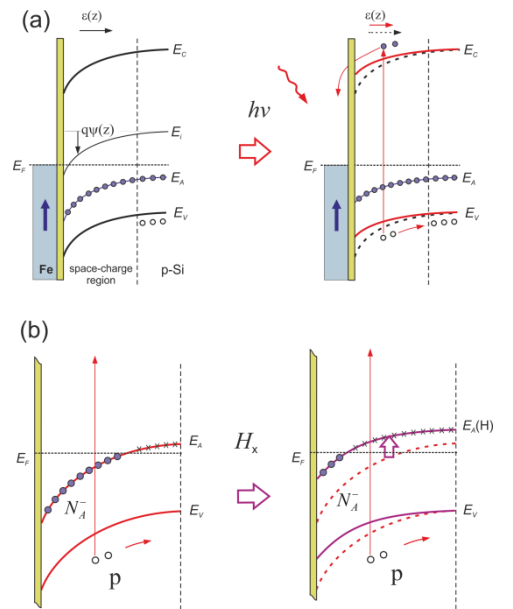 (a)
ε(z)
E_C
qψ(z)
E_i
E_F
E_A
E_V
Fe
space-charge
region
p-Si
hν
ε(z)
E_C
E_F
E_A
E_V
(b)
E_F
E_A
N_A^-
E_V
p
H_x
E_F
E_A(H)
N_A^-
E_V
p